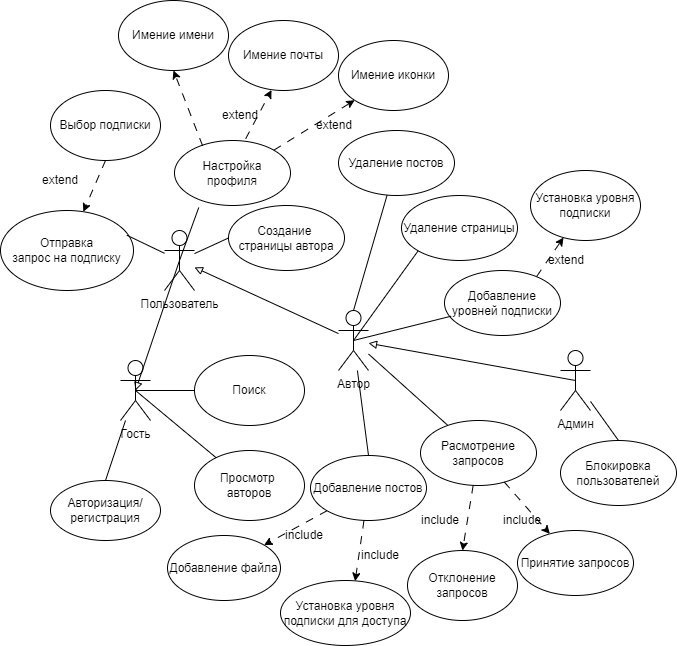 Имение имени
Имение почты
Имение иконки
extend
extend
Выбор подписки
extend
Настройка
профиля
Удаление постов
Установка уровня
подписки
Отправка
запрос на подписку
Создание
страницы автора
Удаление страницы
extend
Пользователь
Добавление
уровней подписки
Автор
Поиск
Админ
Гость
Расмотрение
запросов
Блокировка
пользователей
Просмотр
авторов
Добавление постов
Авторизация/
регистрация
include
include
include
include
Добавление файла
Принятие запросов
Отклонение
запросов
Установка уровня
подписки для доступа